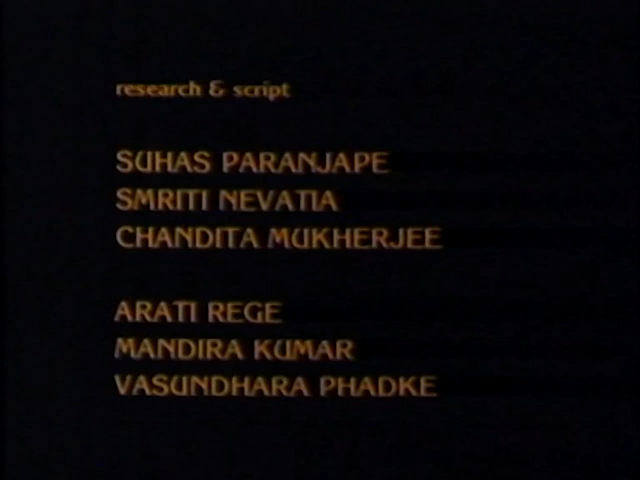 research & script
SUHAS PARANJAPE
SMRITI NEVATIA
CHANDITA MUKHERJEE
ARATI REGE
MANDIRA KUMAR
VASUNDHARA PHADKE